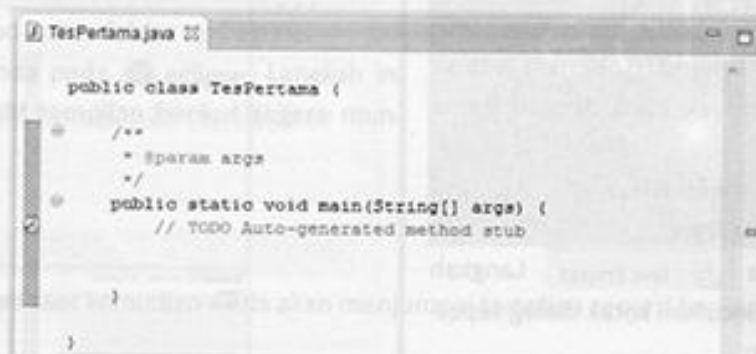 TesPertama.java
public class TesPertama {
/**
* @param args
*/
public static void main(String[] args) {
// TODO Auto-generated method stub
}
}